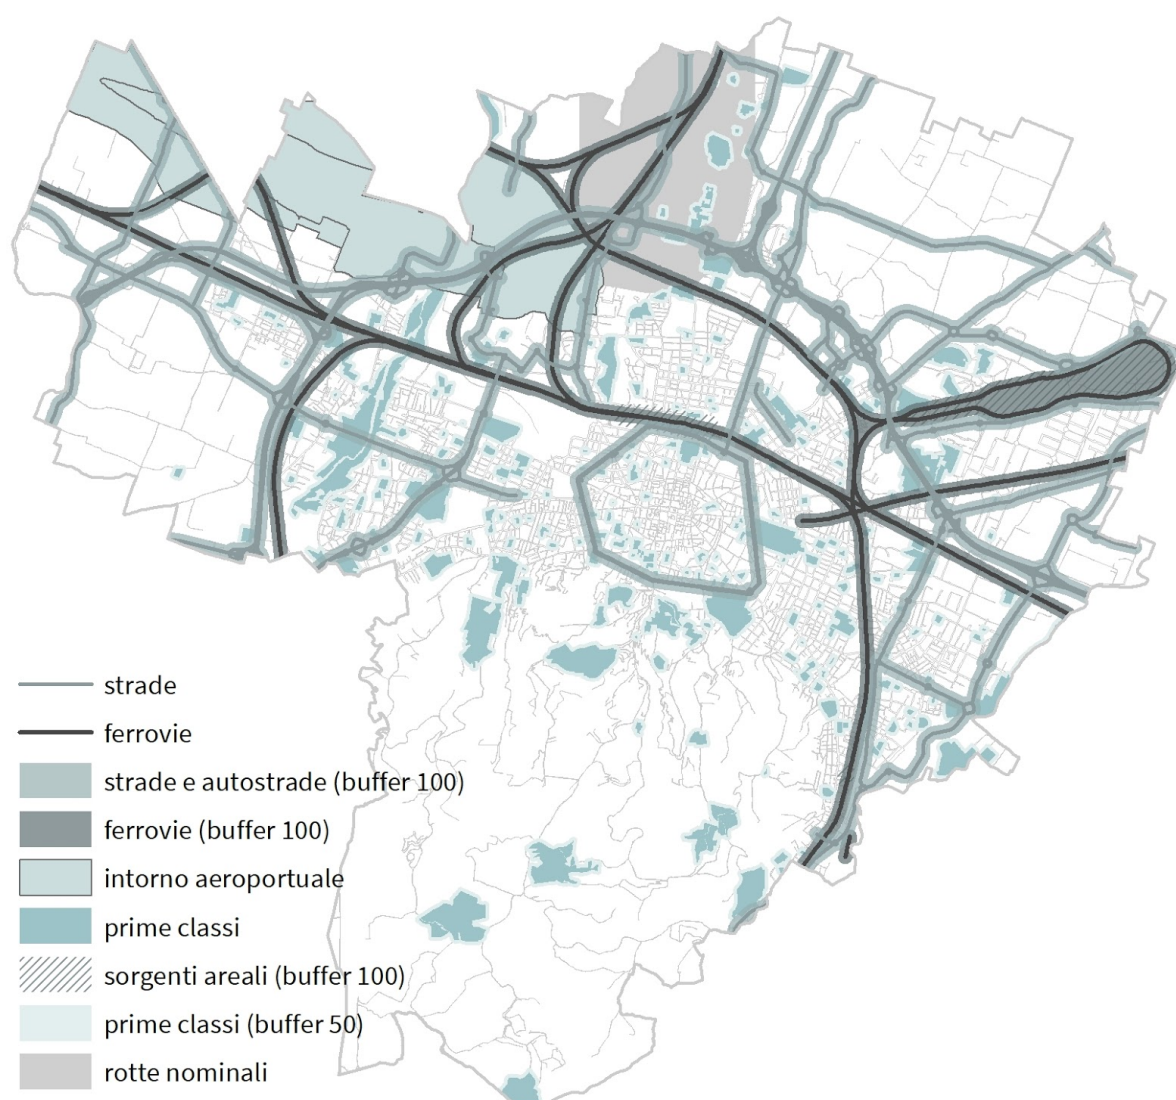 strade
ferrovie
strade e autostrade (buffer 100)
ferrovie (buffer 100)
intorno aeroportuale
prime classi
sorgenti areali (buffer 100)
prime classi (buffer 50)
rotte nominali